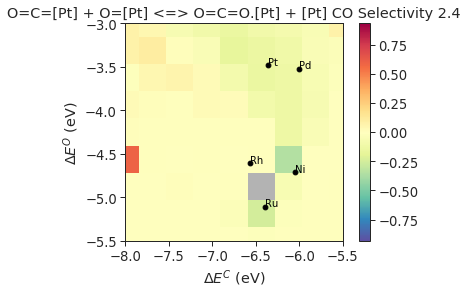 O=C=[Pt] + O=[Pt] <=> O=C=O.[Pt] + [Pt] CO Selectivity 2.4
−3.0
−3.5
−4.0
−4.5
−5.0
−5.5
ΔE^O (eV)
Pt
Pd
Rh
Ni
Ru
−8.0 −7.5 −7.0 −6.5 −6.0 −5.5
ΔE^C (eV)
0.75
0.50
0.25
0.00
−0.25
−0.50
−0.75